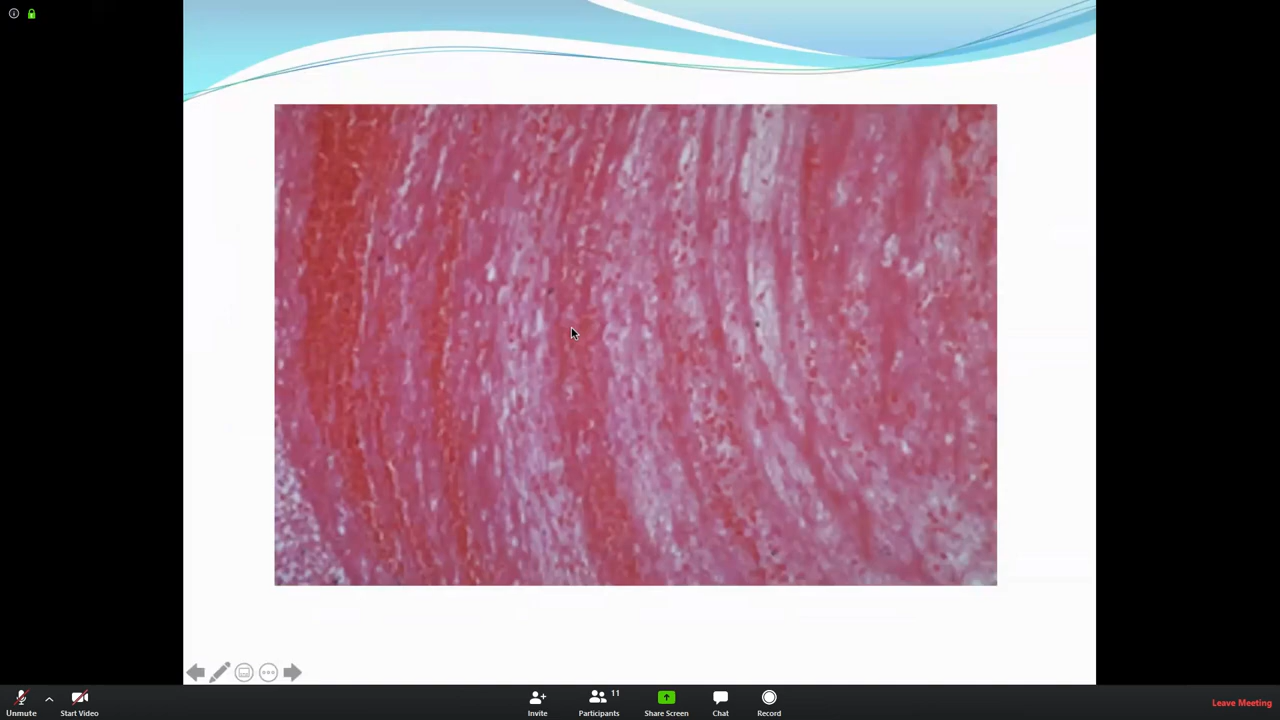 Unmute
Start Video
Invite
Participants
11
Share Screen
Chat
Record
Leave Meeting